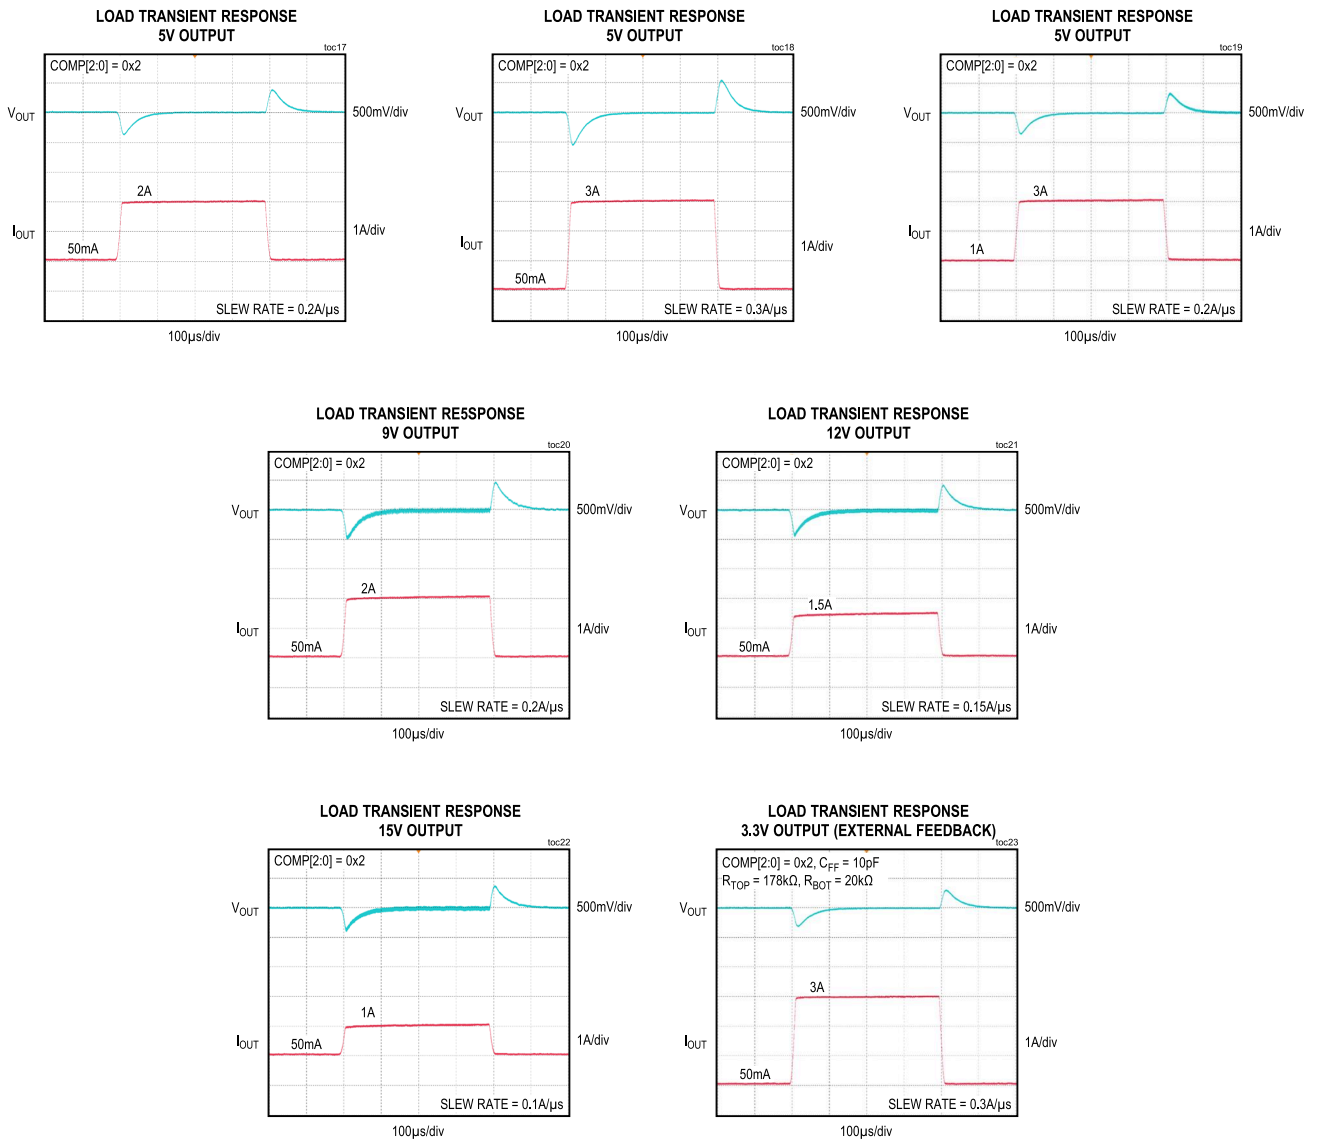 LOAD TRANSIENT RESPONSE
5V OUTPUT
toc17
COMP[2:0] = 0x2
VOUT
500mV/div
2A
IOUT
1A/div
50mA
SLEW RATE = 0.2A/µs
100µs/div
LOAD TRANSIENT RESPONSE
5V OUTPUT
toc18
COMP[2:0] = 0x2
VOUT
500mV/div
3A
IOUT
1A/div
50mA
SLEW RATE = 0.3A/µs
100µs/div
LOAD TRANSIENT RESPONSE
5V OUTPUT
toc19
COMP[2:0] = 0x2
VOUT
500mV/div
3A
IOUT
1A/div
1A
SLEW RATE = 0.2A/µs
100µs/div
LOAD TRANSIENT RE5SPONSE
9V OUTPUT
toc20
COMP[2:0] = 0x2
VOUT
500mV/div
2A
IOUT
1A/div
50mA
SLEW RATE = 0.2A/µs
100µs/div
LOAD TRANSIENT RESPONSE
12V OUTPUT
toc21
COMP[2:0] = 0x2
VOUT
500mV/div
1.5A
IOUT
1A/div
50mA
SLEW RATE = 0.15A/µs
100µs/div
LOAD TRANSIENT RESPONSE
15V OUTPUT
toc22
COMP[2:0] = 0x2
VOUT
500mV/div
1A
IOUT
1A/div
50mA
SLEW RATE = 0.1A/µs
100µs/div
LOAD TRANSIENT RESPONSE
3.3V OUTPUT (EXTERNAL FEEDBACK)
toc23
COMP[2:0] = 0x2, CFF = 10pF
RTOP = 178kΩ, RBOT = 20kΩ
VOUT
500mV/div
3A
IOUT
1A/div
50mA
SLEW RATE = 0.3A/µs
100µs/div